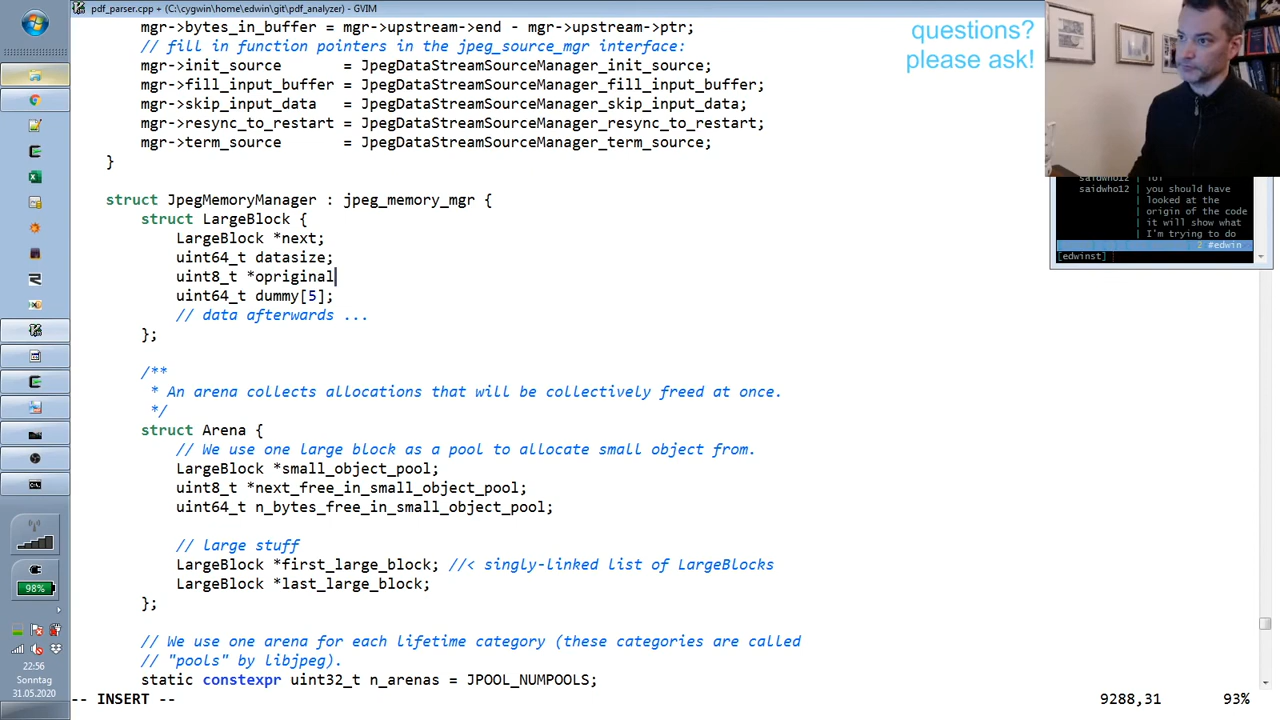 pdf_parser.cpp + (C:\cygwin\home\edwin\git\pdf_analyzer) - GVIM
mgr->bytes_in_buffer = mgr->upstream->end - mgr->upstream->ptr;
// fill in function pointers in the jpeg_source_mgr interface:
mgr->init_source       = JpegDataStreamSourceManager_init_source;
mgr->fill_input_buffer = JpegDataStreamSourceManager_fill_input_buffer;
mgr->skip_input_data   = JpegDataStreamSourceManager_skip_input_data;
mgr->resync_to_restart = JpegDataStreamSourceManager_resync_to_restart;
mgr->term_source       = JpegDataStreamSourceManager_term_source;
}
struct JpegMemoryManager : jpeg_memory_mgr {
struct LargeBlock {
LargeBlock *next;
uint64_t datasize;
uint8_t *opriginal
uint64_t dummy[5];
// data afterwards ...
};
/**
* An arena collects allocations that will be collectively freed at once.
*/
struct Arena {
// We use one large block as a pool to allocate small object from.
LargeBlock *small_object_pool;
uint8_t *next_free_in_small_object_pool;
uint64_t n_bytes_free_in_small_object_pool;
// large stuff
LargeBlock *first_large_block; //< singly-linked list of LargeBlocks
LargeBlock *last_large_block;
};
// We use one arena for each lifetime category (these categories are called
// "pools" by libjpeg).
static constexpr uint32_t n_arenas = JPOOL_NUMPOOLS;
-- INSERT --
9288,31
93%
questions?
please ask!
saidwho12 | lol
saidwho12 | you should have
| looked at the
| origin of the code
| it will show what
| I'm trying to do
2 #edwin
[edwinst]
98%
22:56
Sonntag
31.05.2020